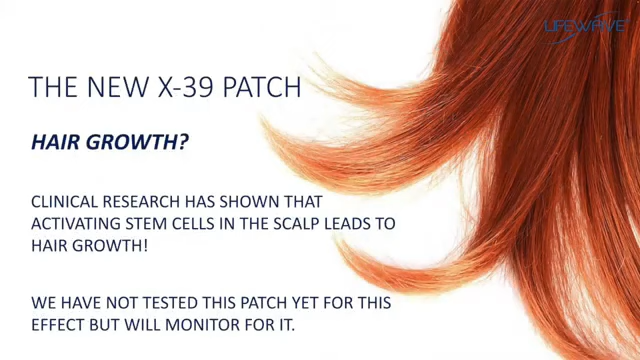 LIFEWAVE
THE NEW X-39 PATCH
HAIR GROWTH?
CLINICAL RESEARCH HAS SHOWN THAT
ACTIVATING STEM CELLS IN THE SCALP LEADS TO
HAIR GROWTH!
WE HAVE NOT TESTED THIS PATCH YET FOR THIS
EFFECT BUT WILL MONITOR FOR IT.